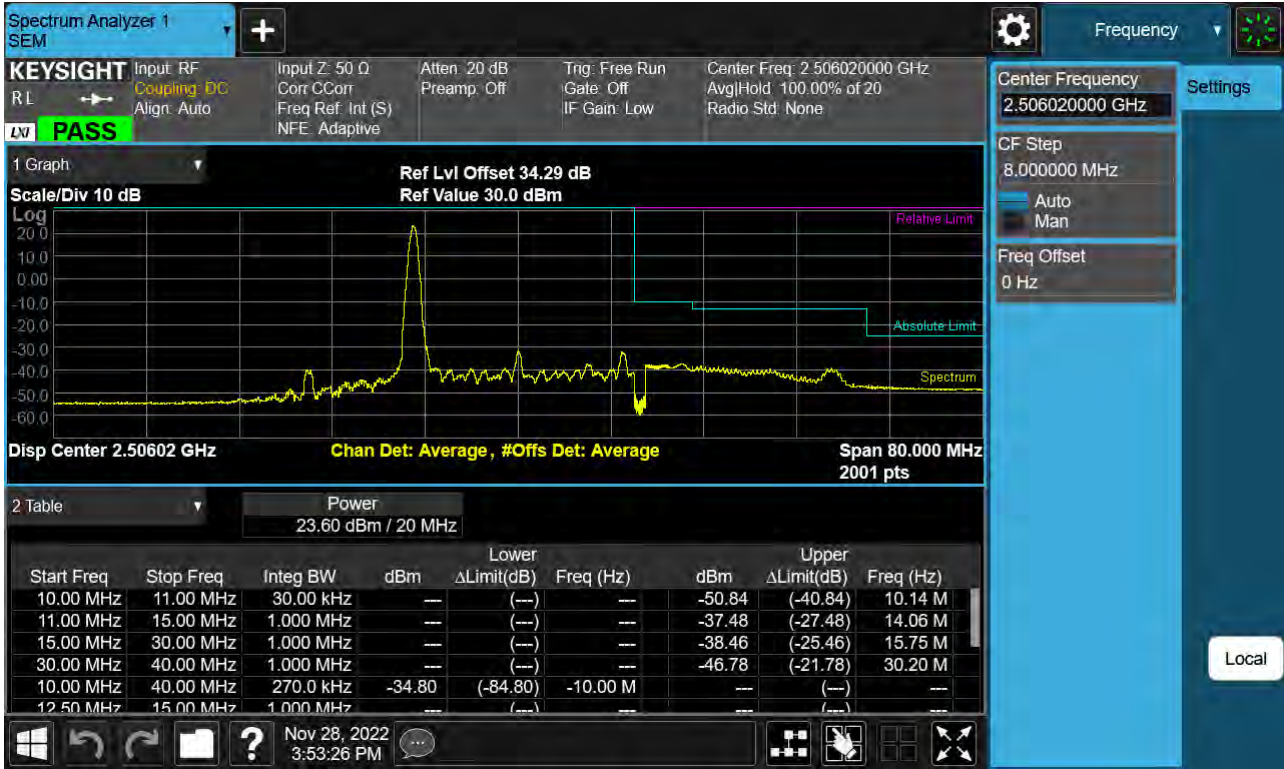 Spectrum Analyzer 1
SEM
Frequency
KEYSIGHT
R L
LXI
PASS
Input: RF
Coupling: DC
Align: Auto
Input Z: 50 Ω
Corr CCorr
Freq Ref: Int (S)
NFE: Adaptive
Atten: 20 dB
Preamp: Off
Trig: Free Run
Gate: Off
IF Gain: Low
Center Freq: 2.506020000 GHz
Avg|Hold: 100.00% of 20
Radio Std: None
Center Frequency
2.506020000 GHz
Settings
CF Step
8.000000 MHz
Auto
Man
Freq Offset
0 Hz
Local
1 Graph
Scale/Div 10 dB
Ref Lvl Offset 34.29 dB
Ref Value 30.0 dBm
Log
20.0
10.0
0.00
-10.0
-20.0
-30.0
-40.0
-50.0
-60.0
Relative Limit
Absolute Limit
Spectrum
Disp Center 2.50602 GHz
Chan Det: Average, #Offs Det: Average
Span 80.000 MHz
2001 pts
2 Table
Power
23.60 dBm / 20 MHz
Lower Upper
Start Freq Stop Freq Integ BW dBm ΔLimit(dB) Freq (Hz) dBm ΔLimit(dB) Freq (Hz)
10.00 MHz 11.00 MHz 30.00 kHz --- (---) --- -50.84 (-40.84) 10.14 M
11.00 MHz 15.00 MHz 1.000 MHz --- (---) --- -37.48 (-27.48) 14.06 M
15.00 MHz 30.00 MHz 1.000 MHz --- (---) --- -38.46 (-25.46) 15.75 M
30.00 MHz 40.00 MHz 1.000 MHz --- (---) --- -46.78 (-21.78) 30.20 M
10.00 MHz 40.00 MHz 270.0 kHz -34.80 (-84.80) -10.00 M --- (---) ---
12.50 MHz 15.00 MHz 1.000 MHz --- (---) --- --- (---) ---
Nov 28, 2022
3:53:26 PM